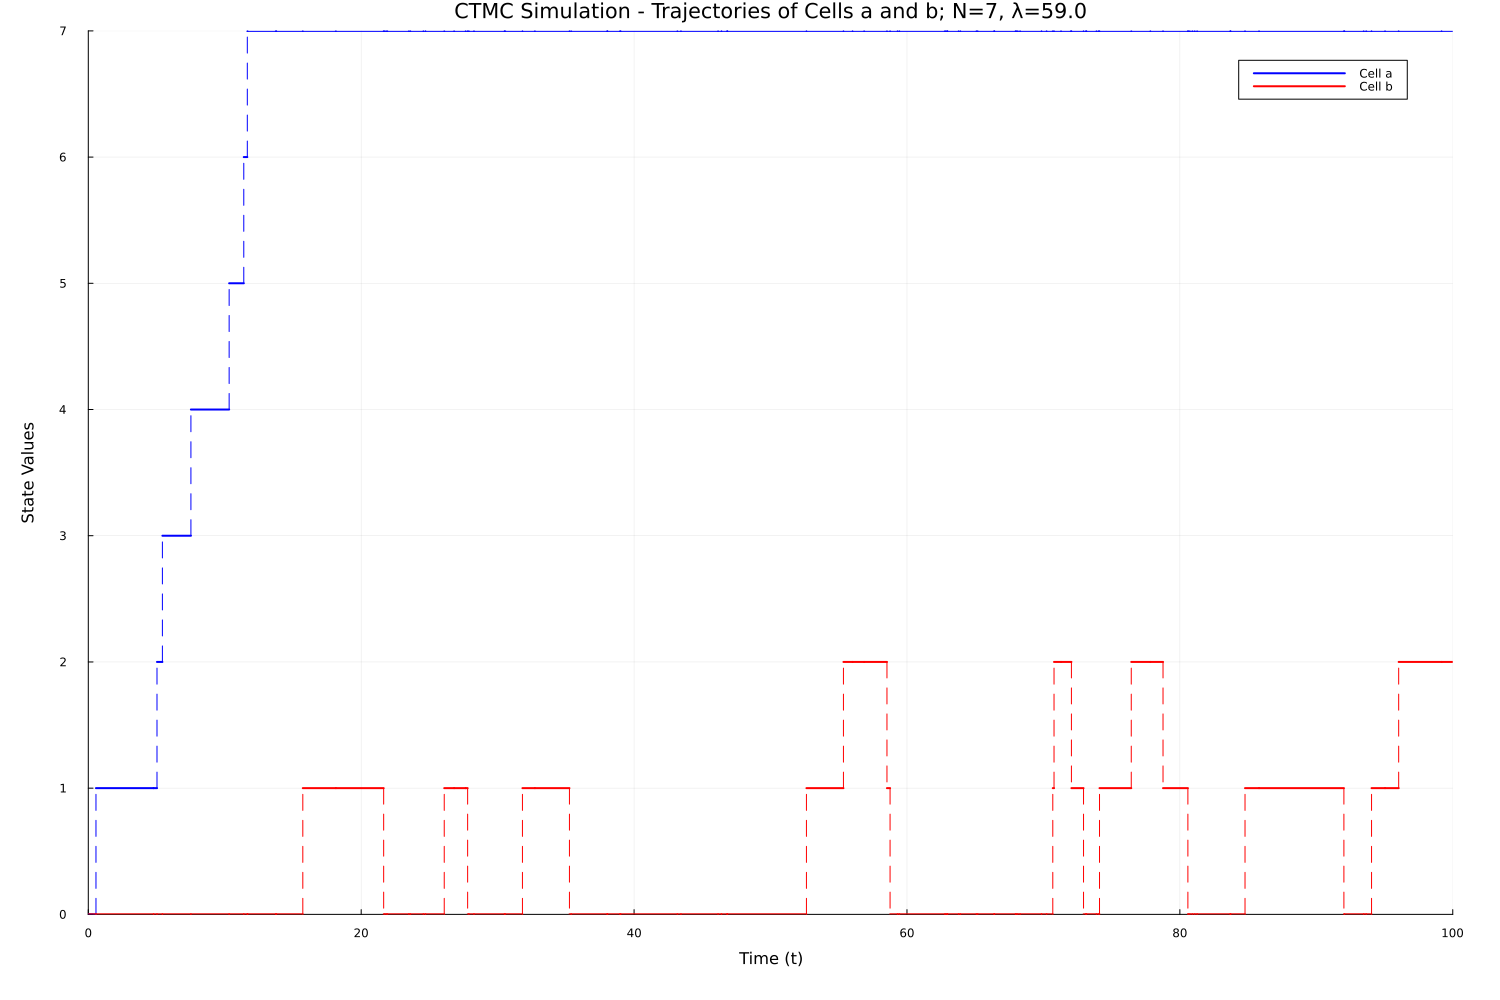 CTMC Simulation - Trajectories of Cells a and b; N=7, λ=59.0
7
Cell a
Cell b
6
5
4
State Values
3
2
1
0
0 20 40 60 80 100
Time (t)